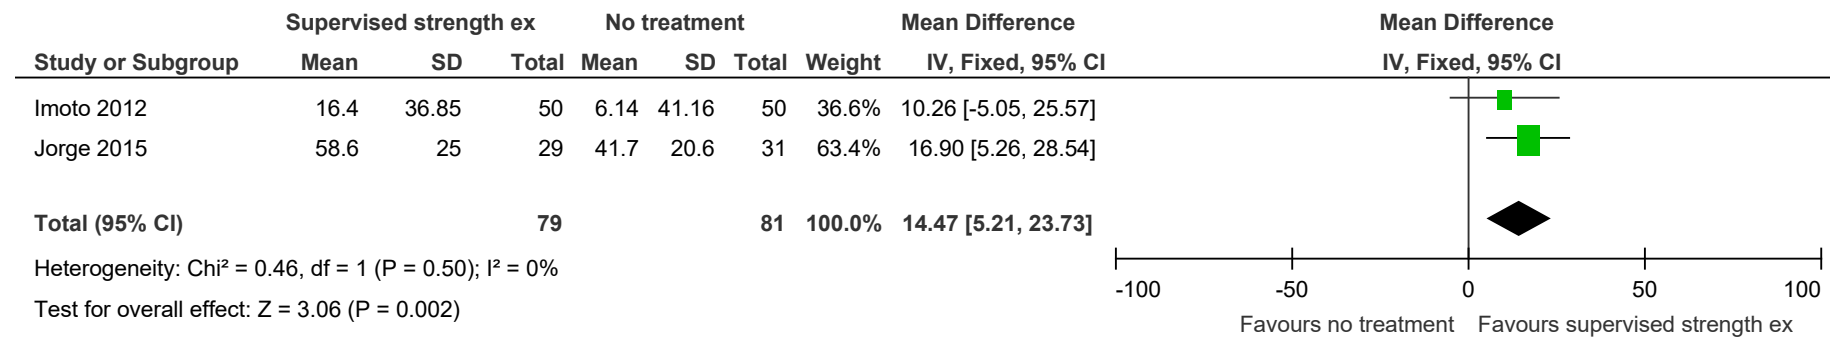 Supervised strength ex No treatment Mean Difference Mean Difference
Study or Subgroup Mean SD Total Mean SD Total Weight IV, Fixed, 95% CI IV, Fixed, 95% CI
Imoto 2012 16.4 36.85 50 6.14 41.16 50 36.6% 10.26 [-5.05, 25.57]
Jorge 2015 58.6 25 29 41.7 20.6 31 63.4% 16.90 [5.26, 28.54]
Total (95% CI) 79 81 100.0% 14.47 [5.21, 23.73]
Heterogeneity: Chi² = 0.46, df = 1 (P = 0.50); I² = 0%
Test for overall effect: Z = 3.06 (P = 0.002)
-100 -50 0 50 100
Favours no treatment Favours supervised strength ex